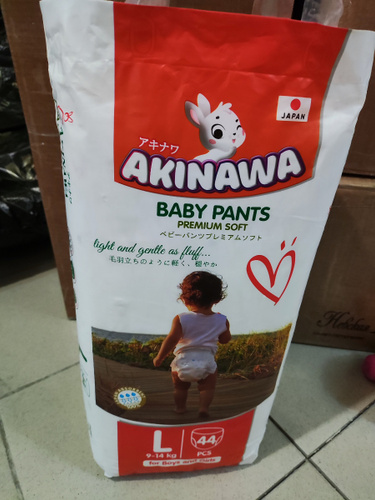 JAPAN
アキナワ
AKINAWA
BABY PANTS
PREMIUM SOFT
ベビーパンツプレミアムソフト
light and gentle as fluff...
毛羽立ちのように軽く、穏やか
L
9-14 kg
44
PCS
for Boys and Girls